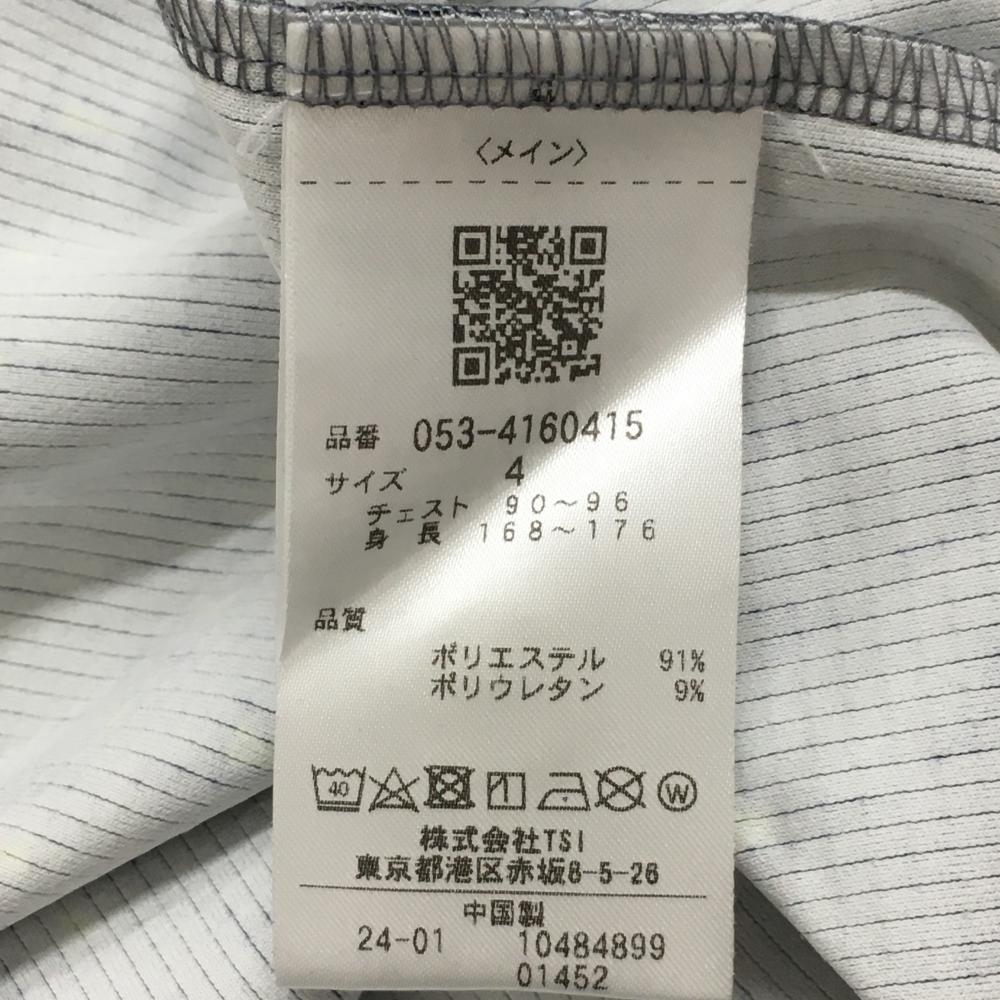 〈メイン〉
品番 053-4160415
サイズ 4
チェスト 90～96
身長 168～176
品質
ポリエステル 91%
ポリウレタン 9%
40 W
株式会社TSI
東京都港区赤坂8-5-26
中国製
24-01 10484899
01452